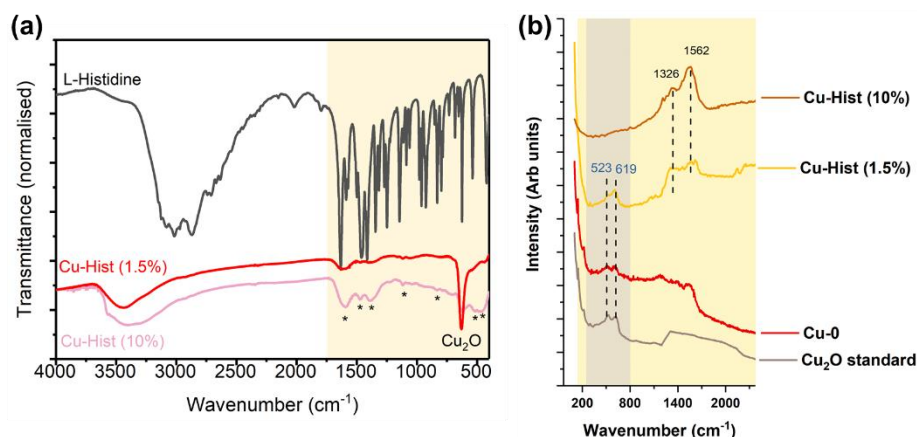 (a)
L-Histidine
Cu-Hist (1.5%)
Cu-Hist (10%)
Cu₂O
* * * * * * *
Transmittance (normalised)
4000 3500 3000 2500 2000 1500 1000 500
Wavenumber (cm⁻¹)
(b)
1562
1326
523 619
Cu-Hist (10%)
Cu-Hist (1.5%)
Cu-0
Cu₂O standard
Intensity (Arb units)
200 800 1400 2000
Wavenumber (cm⁻¹)